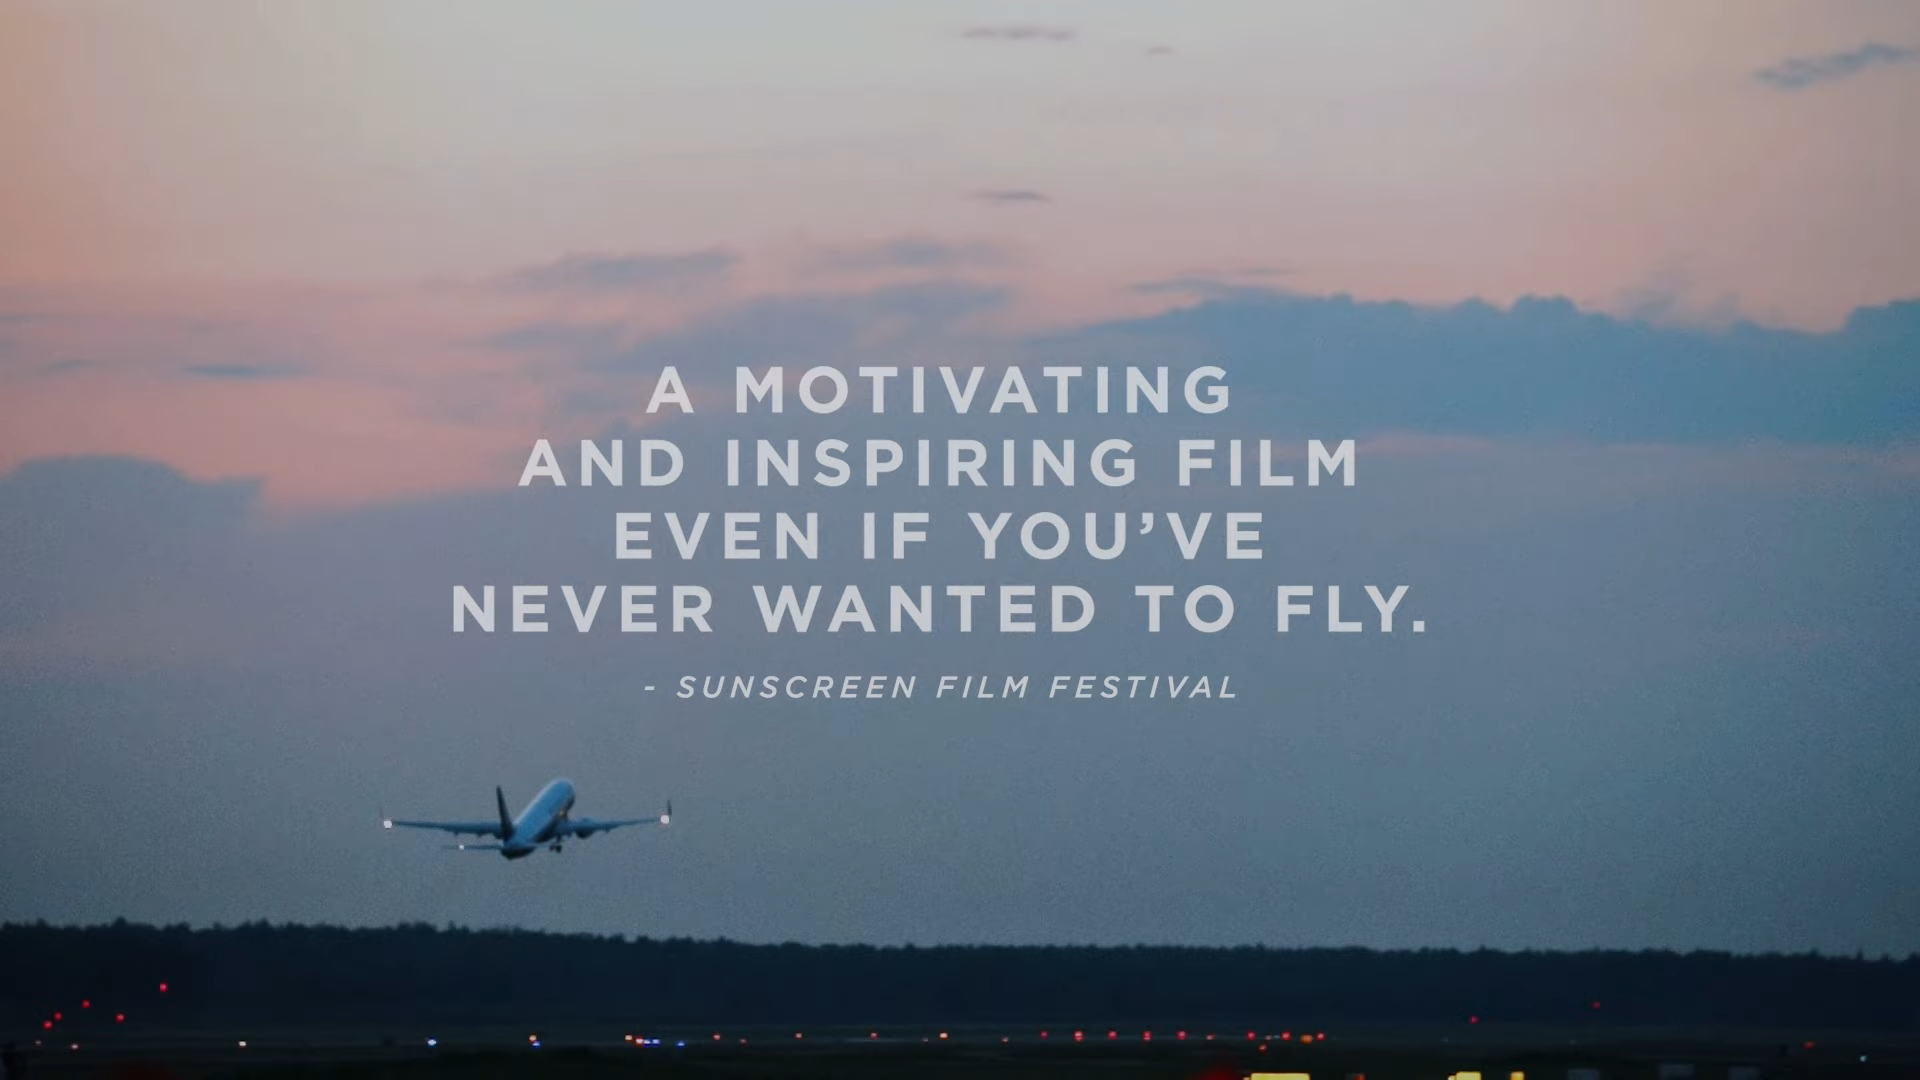 A MOTIVATING
AND INSPIRING FILM
EVEN IF YOU’VE
NEVER WANTED TO FLY.
- SUNSCREEN FILM FESTIVAL